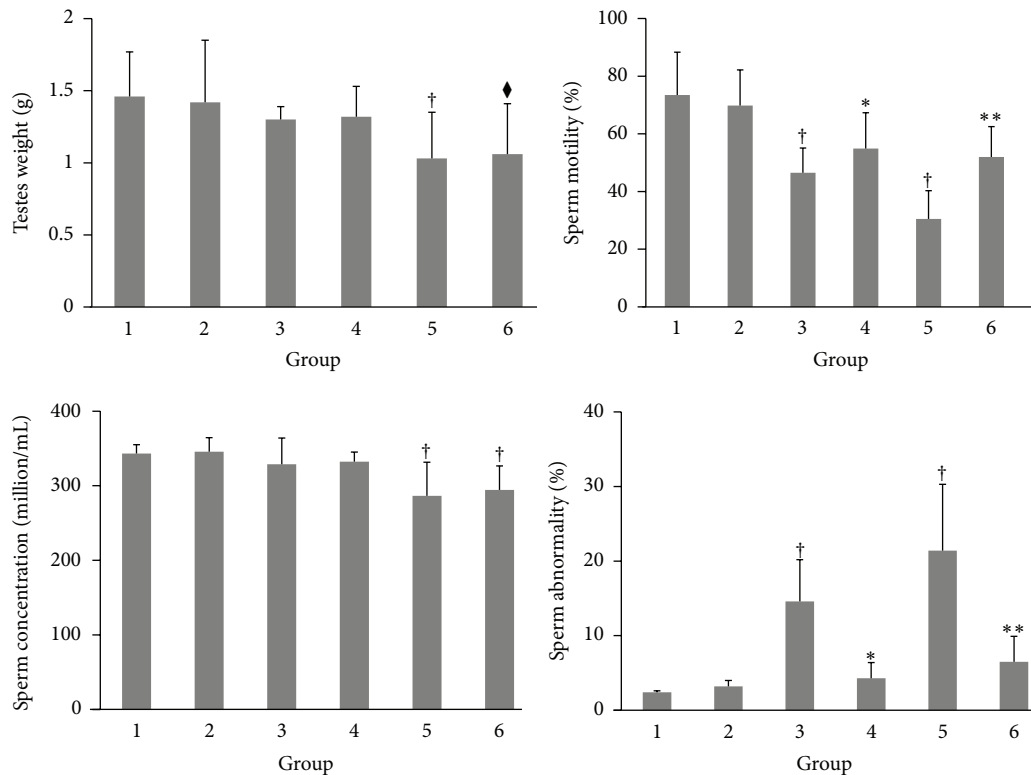 Testes weight (g)
2
1.5
1
0.5
0
†
♦
1 2 3 4 5 6
Group
Sperm motility (%)
100
80
60
40
20
0
†
*
†
**
1 2 3 4 5 6
Group
Sperm concentration (million/mL)
400
300
200
100
0
† †
1 2 3 4 5 6
Group
Sperm abnormality (%)
40
30
20
10
0
†
*
†
**
1 2 3 4 5 6
Group